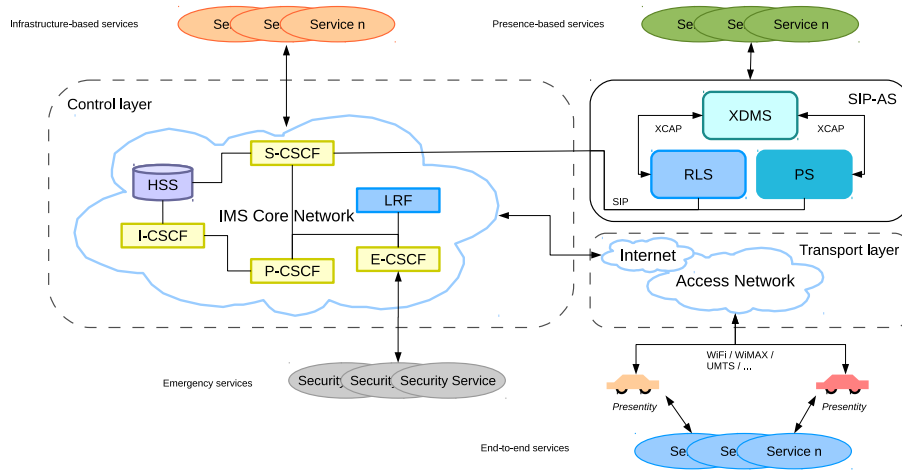 Infrastructure-based services
Se
Se
Service n
Presence-based services
Se
Se
Service n
Control layer
SIP-AS
XDMS
XCAP
XCAP
S-CSCF
HSS
LRF
RLS
PS
SIP
IMS Core Network
I-CSCF
P-CSCF
E-CSCF
Transport layer
Internet
Access Network
WiFi / WiMAX /
UMTS / ...
Emergency services
Security
Security
Security Service
Presentity
Presentity
End-to-end services
Se
Se
Service n